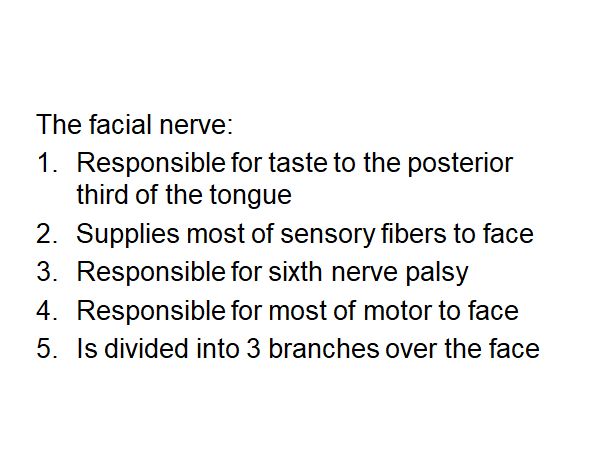 The facial nerve:
1. Responsible for taste to the posterior
third of the tongue
2. Supplies most of sensory fibers to face
3. Responsible for sixth nerve palsy
4. Responsible for most of motor to face
5. Is divided into 3 branches over the face